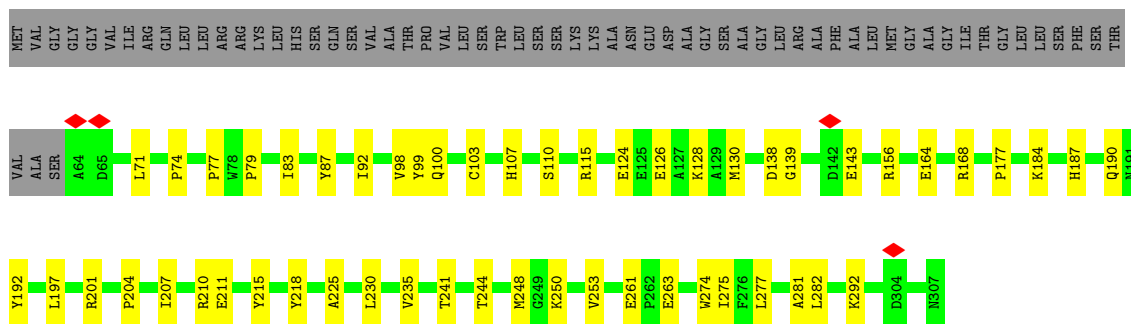 MET VAL GLY GLY GLY VAL ILE ARG GLN LEU LEU ARG ARG LYS LEU HIS SER GLN SER VAL ALA THR PRO VAL LEU SER TRP LEU SER SER LYS LYS ALA ASN GLU ASP ALA GLY SER ALA GLY LEU ARG ALA PHE ALA LEU MET GLY ALA GLY ILE THR GLY LEU LEU SER PHE SER THR
VAL ALA SER A64 D65 L71 P74 P77 W78 P79 I83 Y87 I92 V98 Y99 Q100 C103 H107 S110 R115 E124 E125 E126 A127 K128 A129 M130 D138 G139 D142 E143 R156 E164 R168 P177 K184 H187 Q190 N191
Y192 L197 R201 P204 I207 R210 E211 Y215 Y218 A225 L230 V235 T241 T244 M248 G249 K250 V253 E261 P262 E263 W274 I275 F276 L277 A281 L282 K292 D304 N307